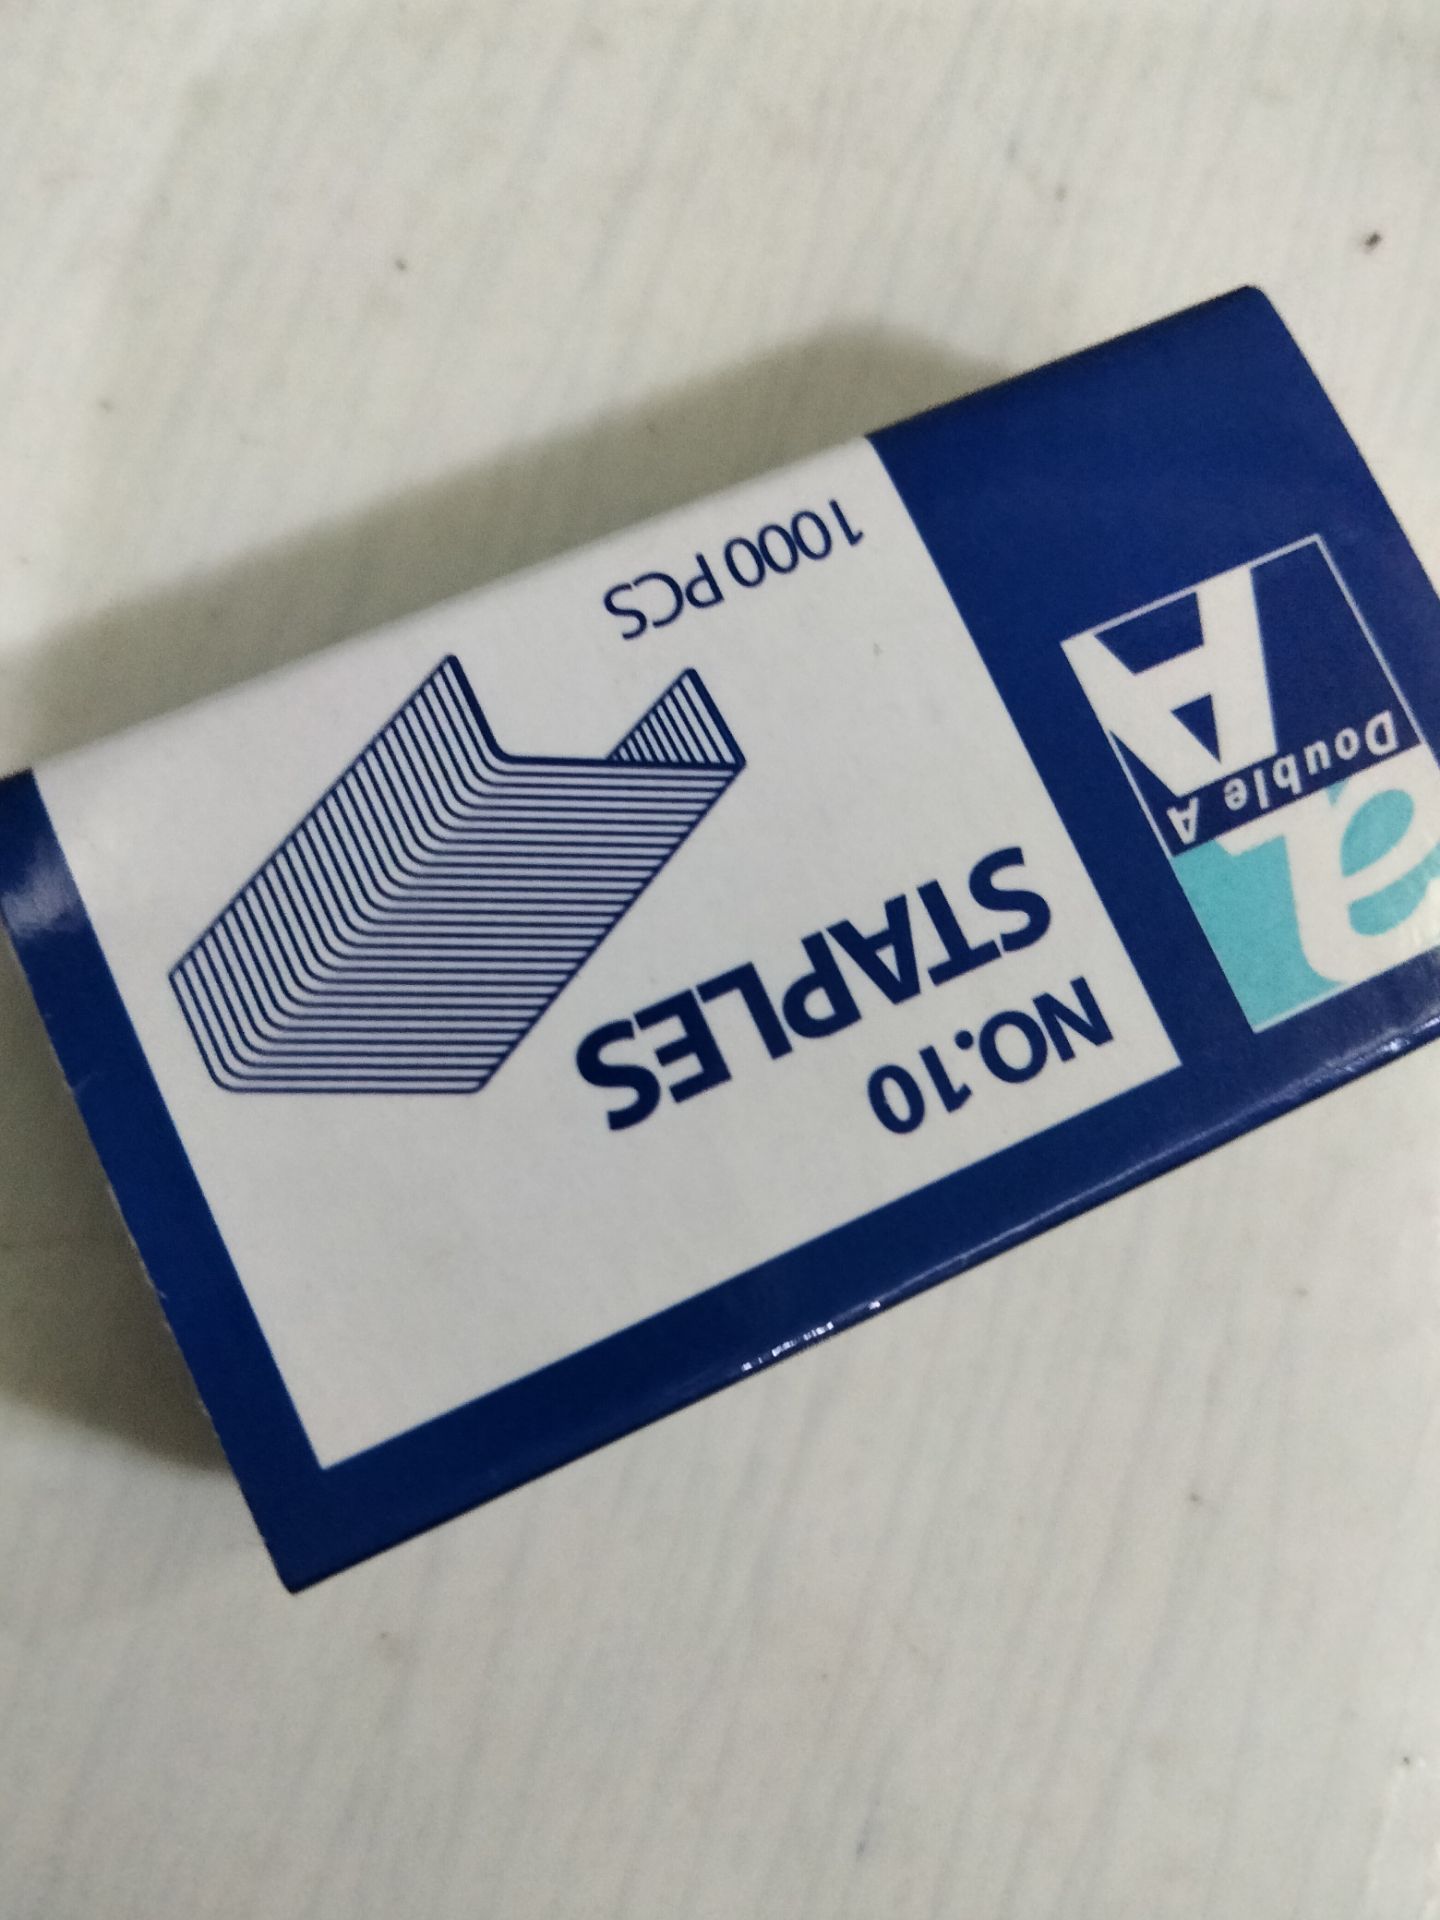 a
Double A
A
NO.10
STAPLES
1000 PCS